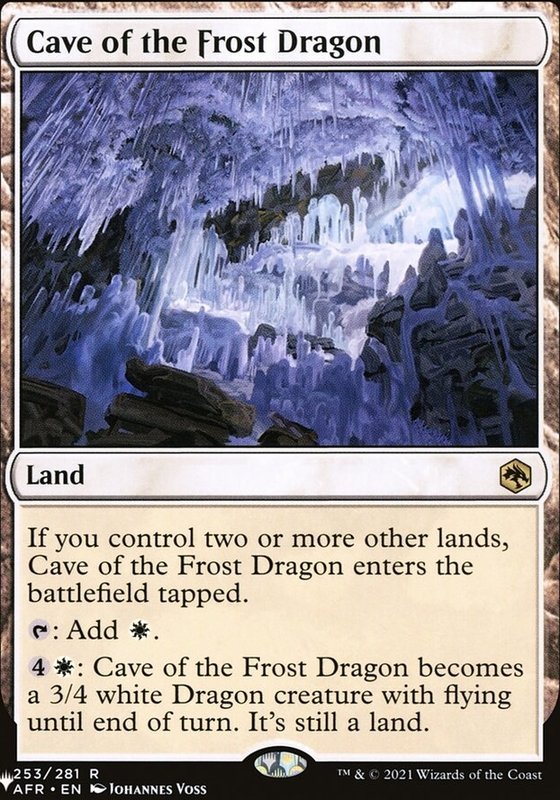 Cave of the Frost Dragon
Land
If you control two or more other lands,
Cave of the Frost Dragon enters the
battlefield tapped.
: Add .
4 : Cave of the Frost Dragon becomes
a 3/4 white Dragon creature with flying
until end of turn. It's still a land.
253/281 R
AFR • EN Johannes Voss
™ & © 2021 Wizards of the Coast